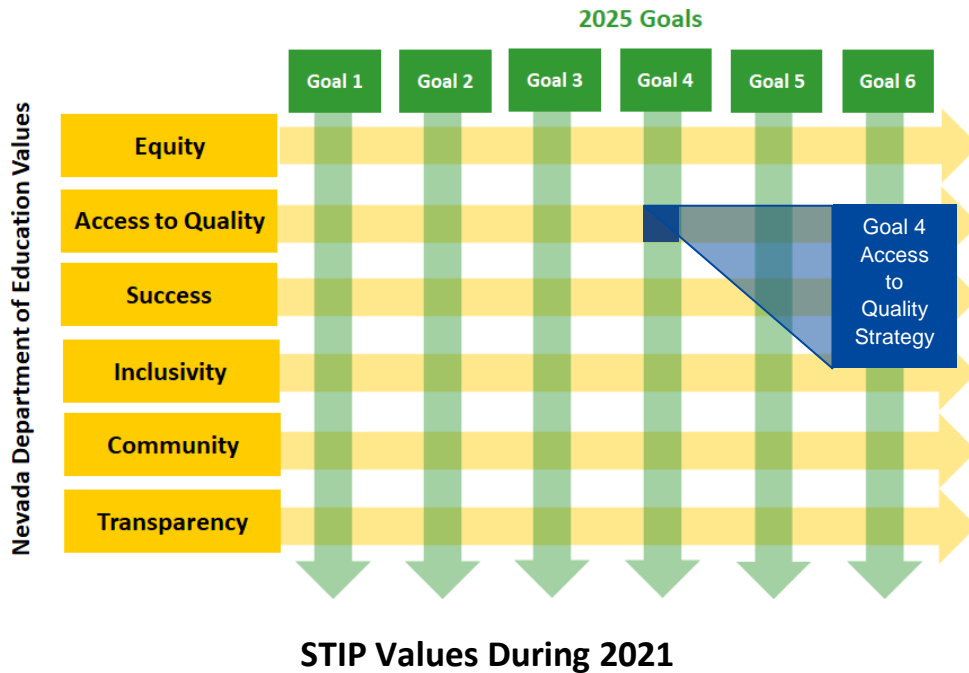 2025 Goals
Goal 1
Goal 2
Goal 3
Goal 4
Goal 5
Goal 6
Nevada Department of Education Values
Equity
Access to Quality
Success
Inclusivity
Community
Transparency
Goal 4
Access
to
Quality
Strategy
STIP Values During 2021